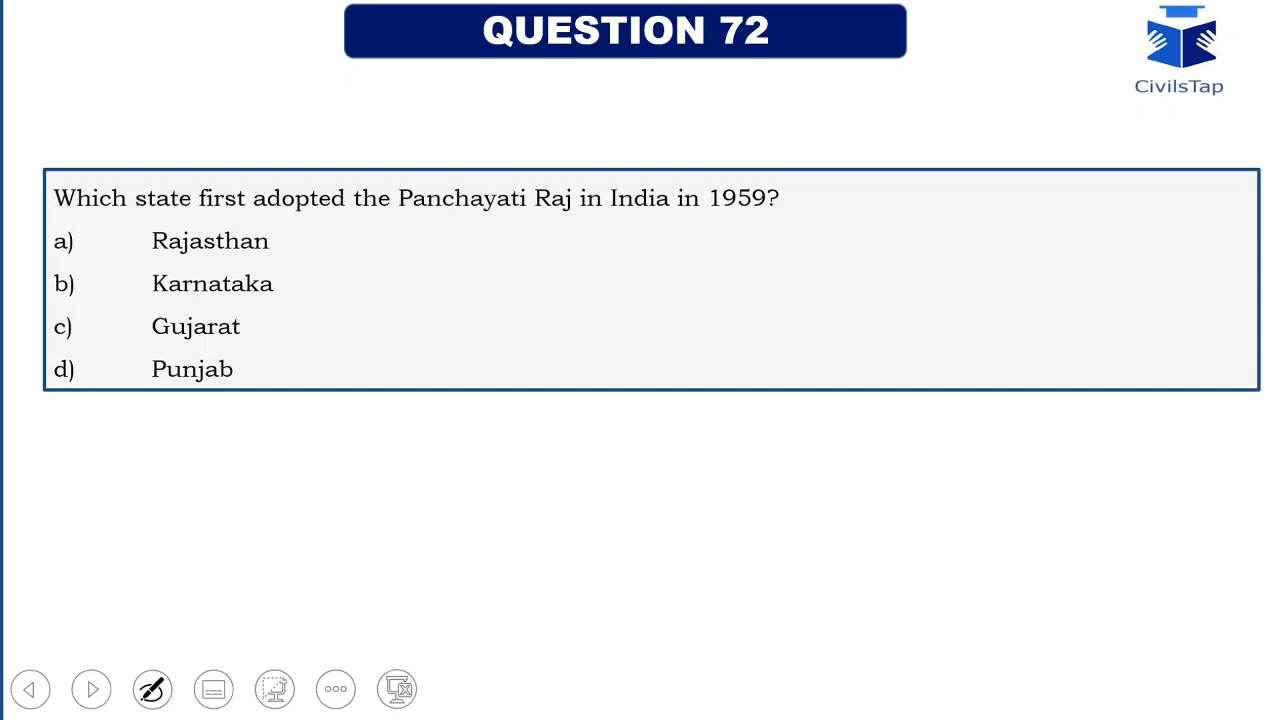 QUESTION 72
CivilsTap
Which state first adopted the Panchayati Raj in India in 1959?
a) Rajasthan
b) Karnataka
c) Gujarat
d) Punjab